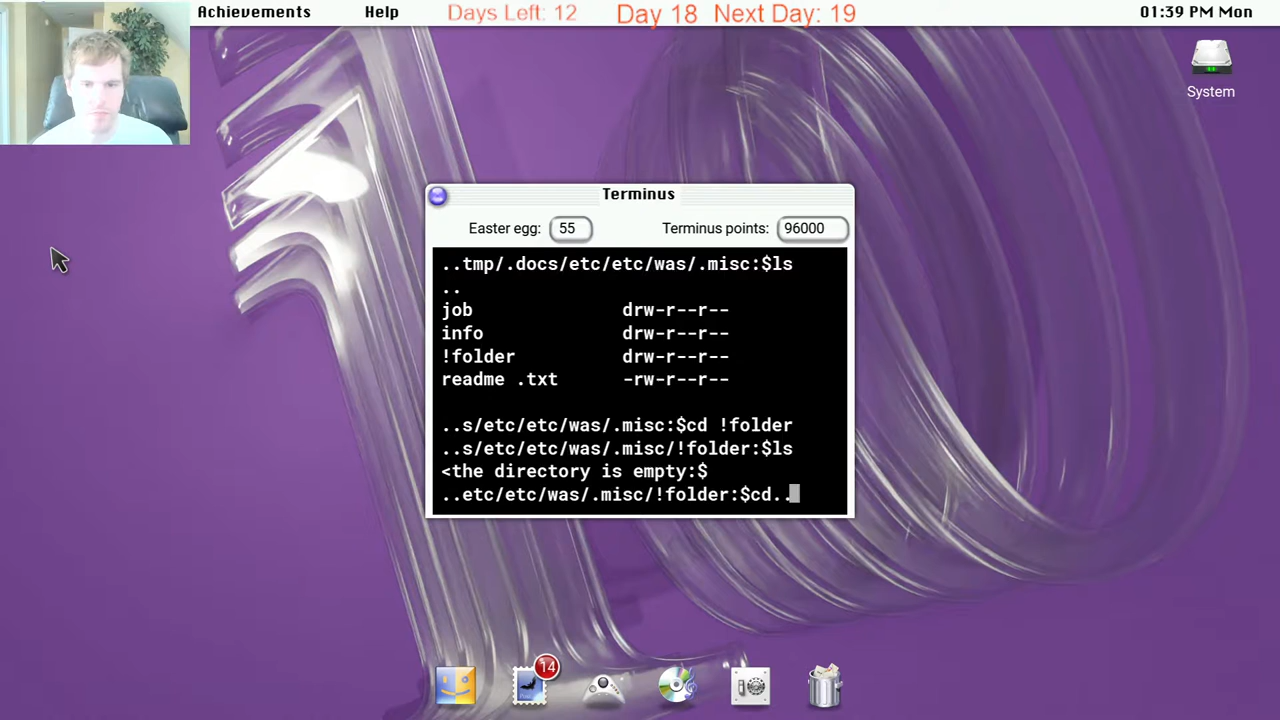 Achievements Help Days Left: 12 Day 18 Next Day: 19 01:39 PM Mon
System
Terminus
Easter egg: 55 Terminus points: 96000
..tmp/.docs/etc/etc/was/.misc:$ls
..
job drw-r--r--
info drw-r--r--
!folder drw-r--r--
readme .txt -rw-r--r--
..s/etc/etc/was/.misc:$cd !folder
..s/etc/etc/was/.misc/!folder:$ls
<the directory is empty:$
..etc/etc/was/.misc/!folder:$cd..
14